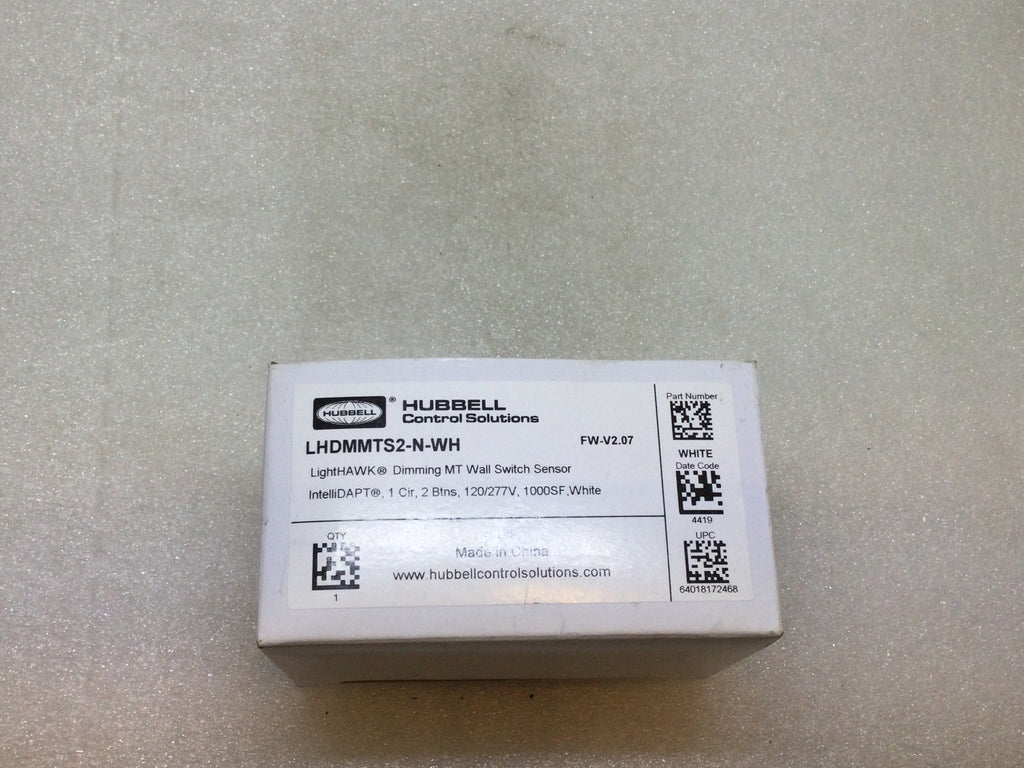 HUBBELL
®
HUBBELL
Control Solutions
LHDMMTS2-N-WH
FW-V2.07
LightHAWK® Dimming MT Wall Switch Sensor
IntelliDAPT®, 1 Cir, 2 Btns, 120/277V, 1000SF,White
QTY
1
Made in China
www.hubbellcontrolsolutions.com
Part Number
WHITE
Date Code
4419
UPC
64018172468